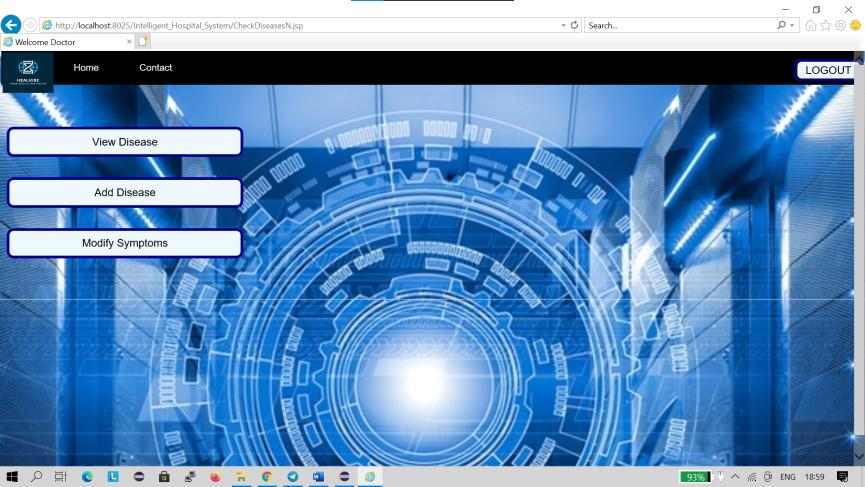 http://localhost:8025/Intelligent_Hospital_System/CheckDiseasesN.jsp
Search...
Welcome Doctor
HEALVIBE
Home
Contact
LOGOUT
View Disease
Add Disease
Modify Symptoms
93%
ENG
18:59